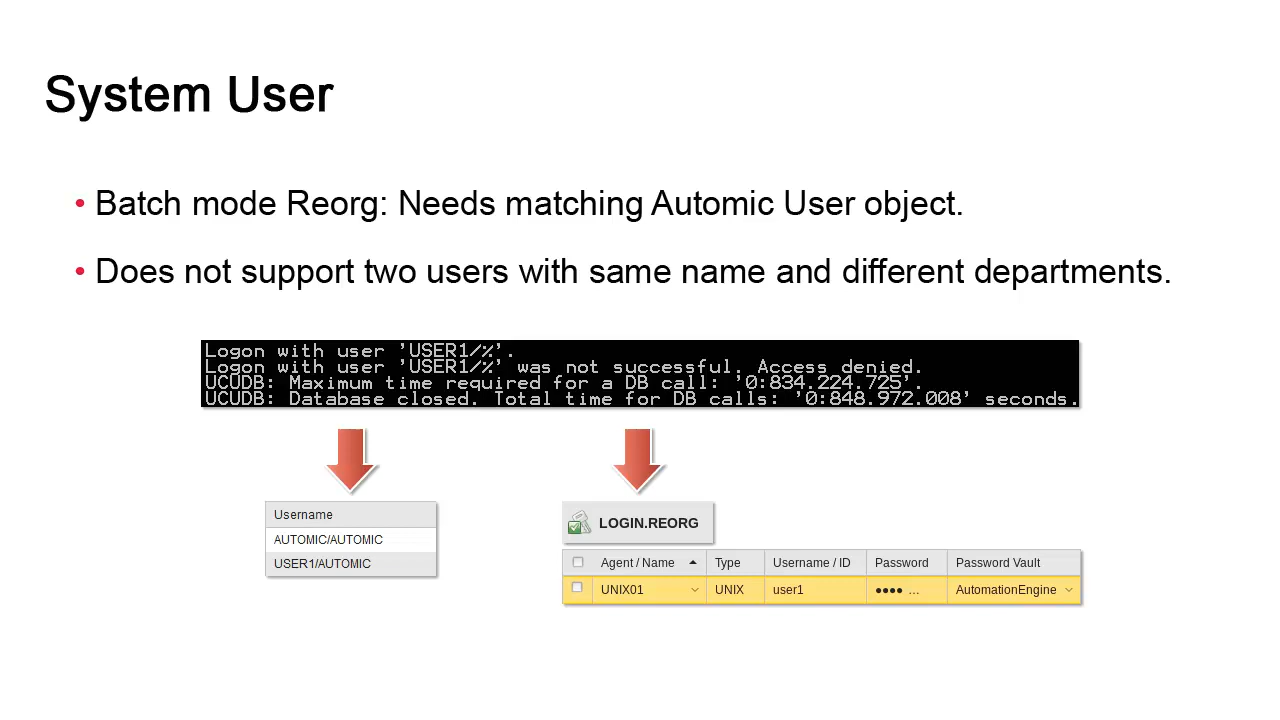 System User
• Batch mode Reorg: Needs matching Automic User object.
• Does not support two users with same name and different departments.
Logon with user 'USER1/%'.
Logon with user 'USER1/%' was not successful. Access denied.
UCUDB: Maximum time required for a DB call: '0:834.224.725'.
UCUDB: Database closed. Total time for DB calls: '0:848.972.008' seconds.
Username
AUTOMIC/AUTOMIC
USER1/AUTOMIC
LOGIN.REORG
Agent / Name Type Username / ID Password Password Vault
UNIX01 UNIX user1 •••• ... AutomationEngine